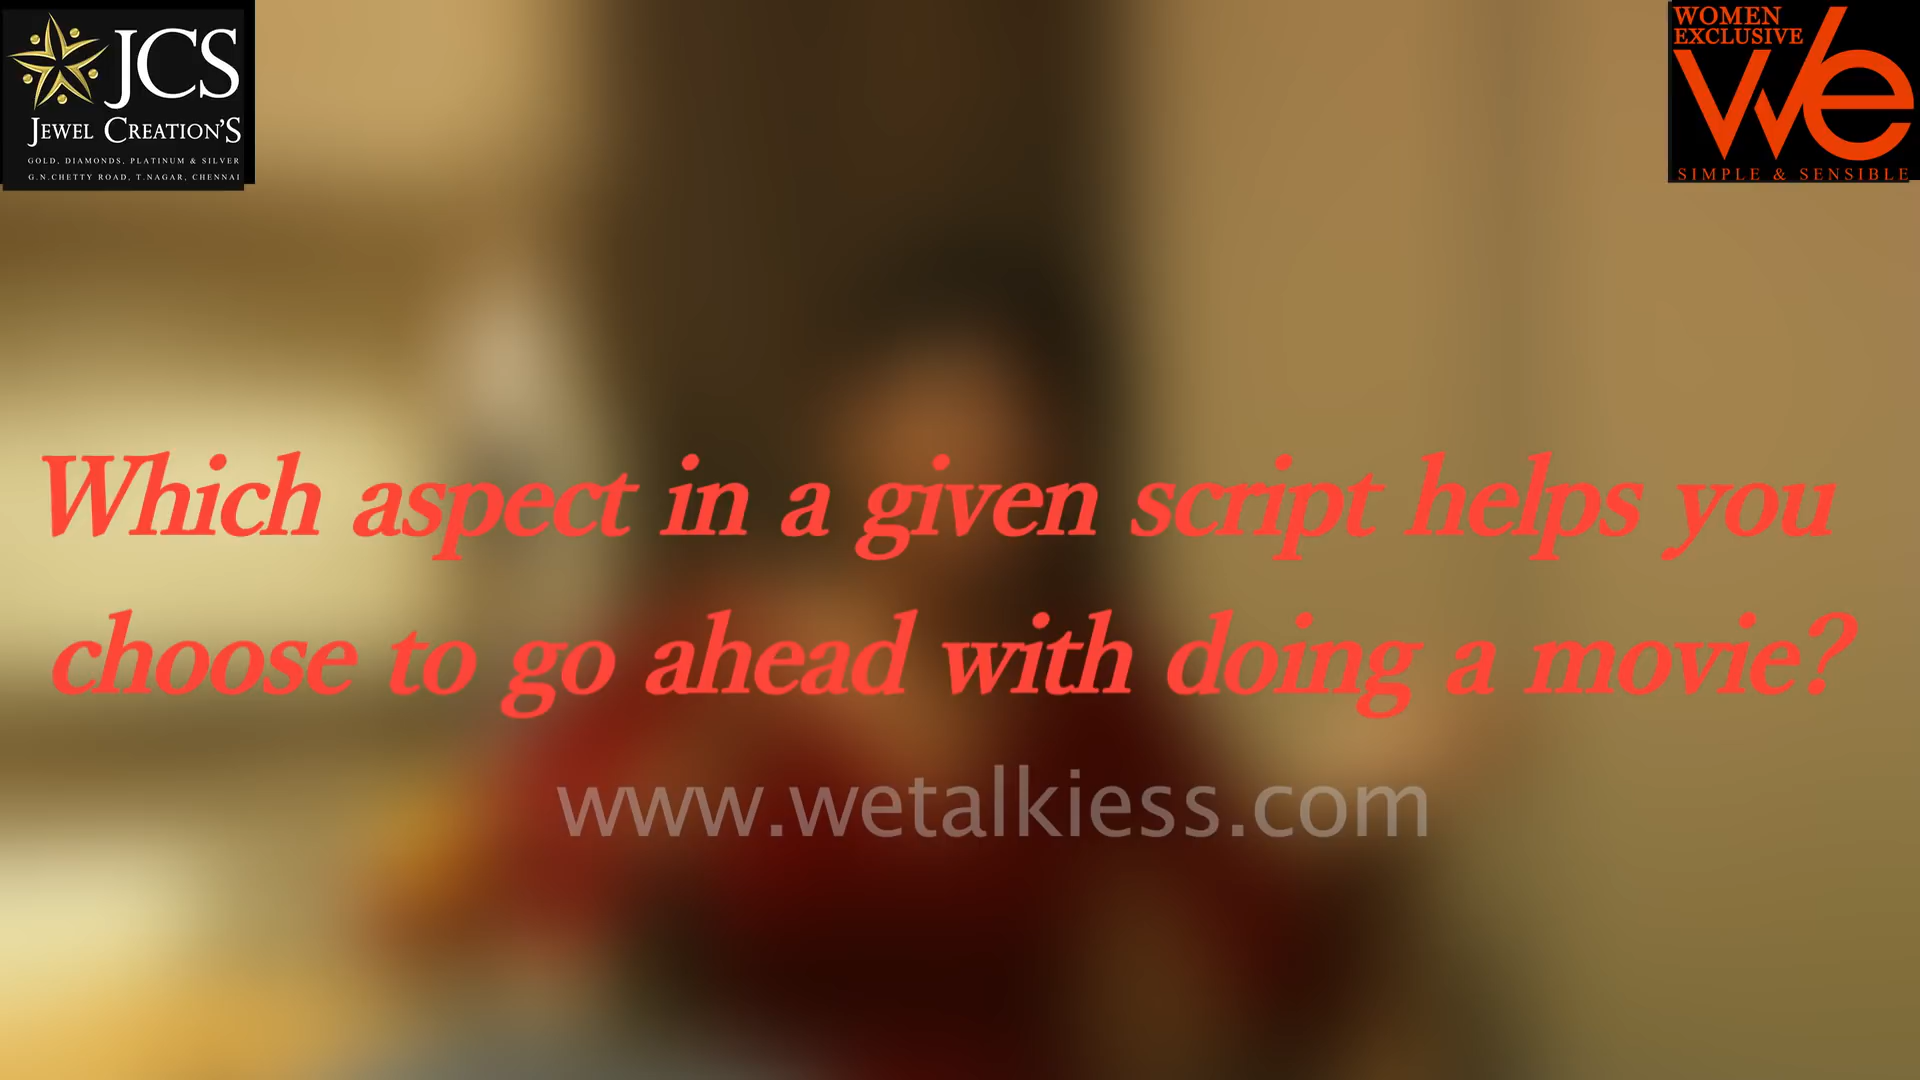 JCS
JEWEL CREATION'S
GOLD, DIAMONDS, PLATINUM & SILVER
G.N.CHETTY ROAD, T.NAGAR, CHENNAI
WOMEN
EXCLUSIVE
We
SIMPLE & SENSIBLE
Which aspect in a given script helps you
choose to go ahead with doing a movie?
www.wetalkiess.com